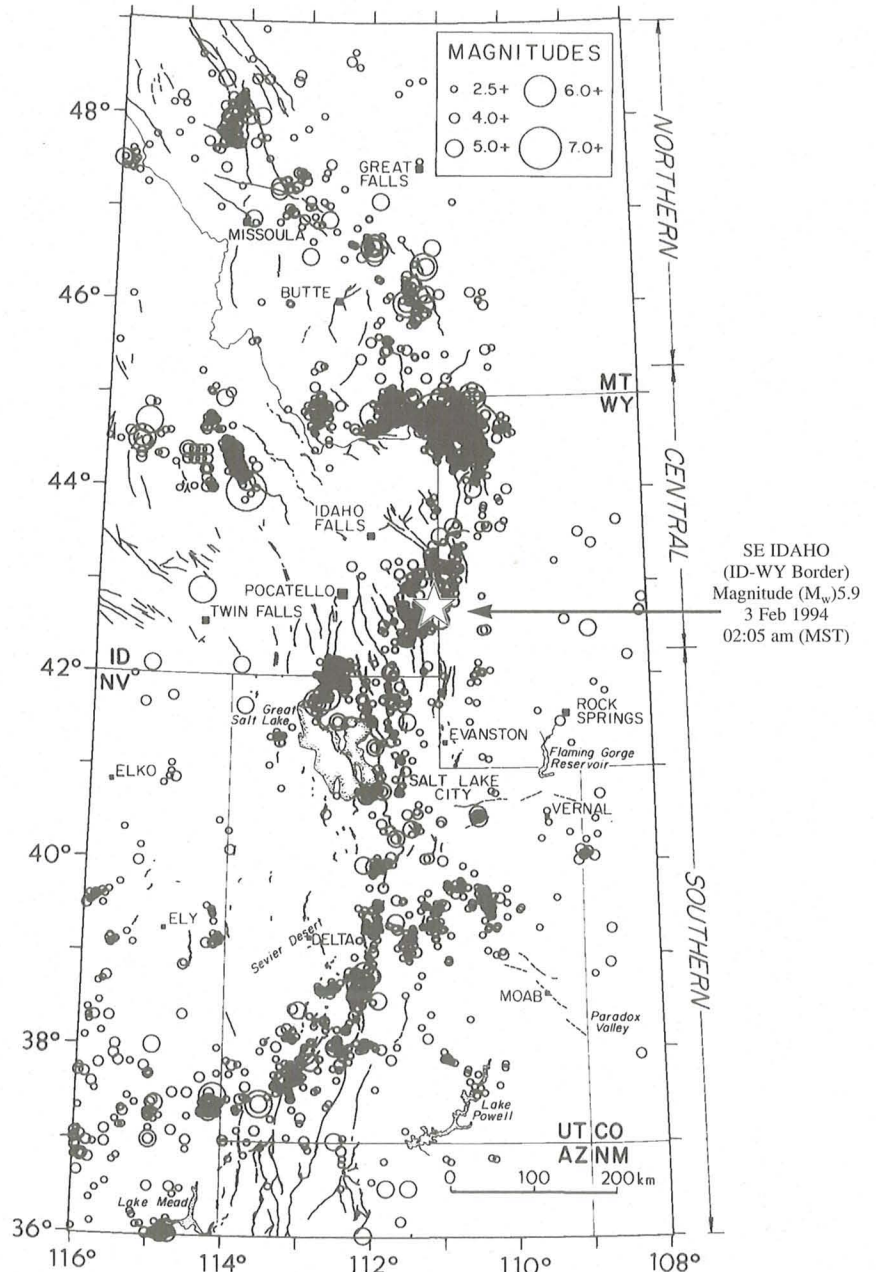 MAGNITUDES
2.5+
6.0+
4.0+
5.0+
7.0+
48°
46°
44°
42°
40°
38°
36°
116°
114°
112°
110°
108°
NORTHERN
CENTRAL
SOUTHERN
GREAT
FALLS
MISSOULA
BUTTE
MT
WY
IDAHO
FALLS
POCATELLO
TWIN FALLS
SE IDAHO
(ID-WY Border)
Magnitude (Mw)5.9
3 Feb 1994
02:05 am (MST)
ID
NV
Great
Salt Lake
ROCK
SPRINGS
EVANSTON
Flaming Gorge
Reservoir
ELKO
SALT LAKE
CITY
VERNAL
ELY
Sevier Desert
DELTA
MOAB
Paradox
Valley
Lake
Powell
UT CO
AZ NM
0 100 200 km
Lake Mead